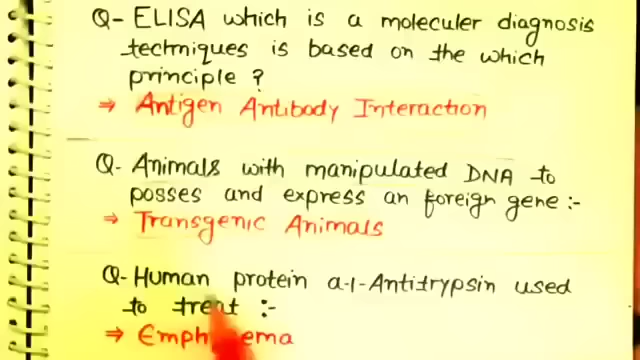 Q- ELISA which is a moleculer diagnosis
techniques is based on the which
principle ?
⇒ Antigen Antibody Interaction
Q- Animals with manipulated DNA to
posses and express an foreign gene :-
⇒ Transgenic Animals
Q- Human protein a-1-Antitrypsin used
to treat :-
⇒